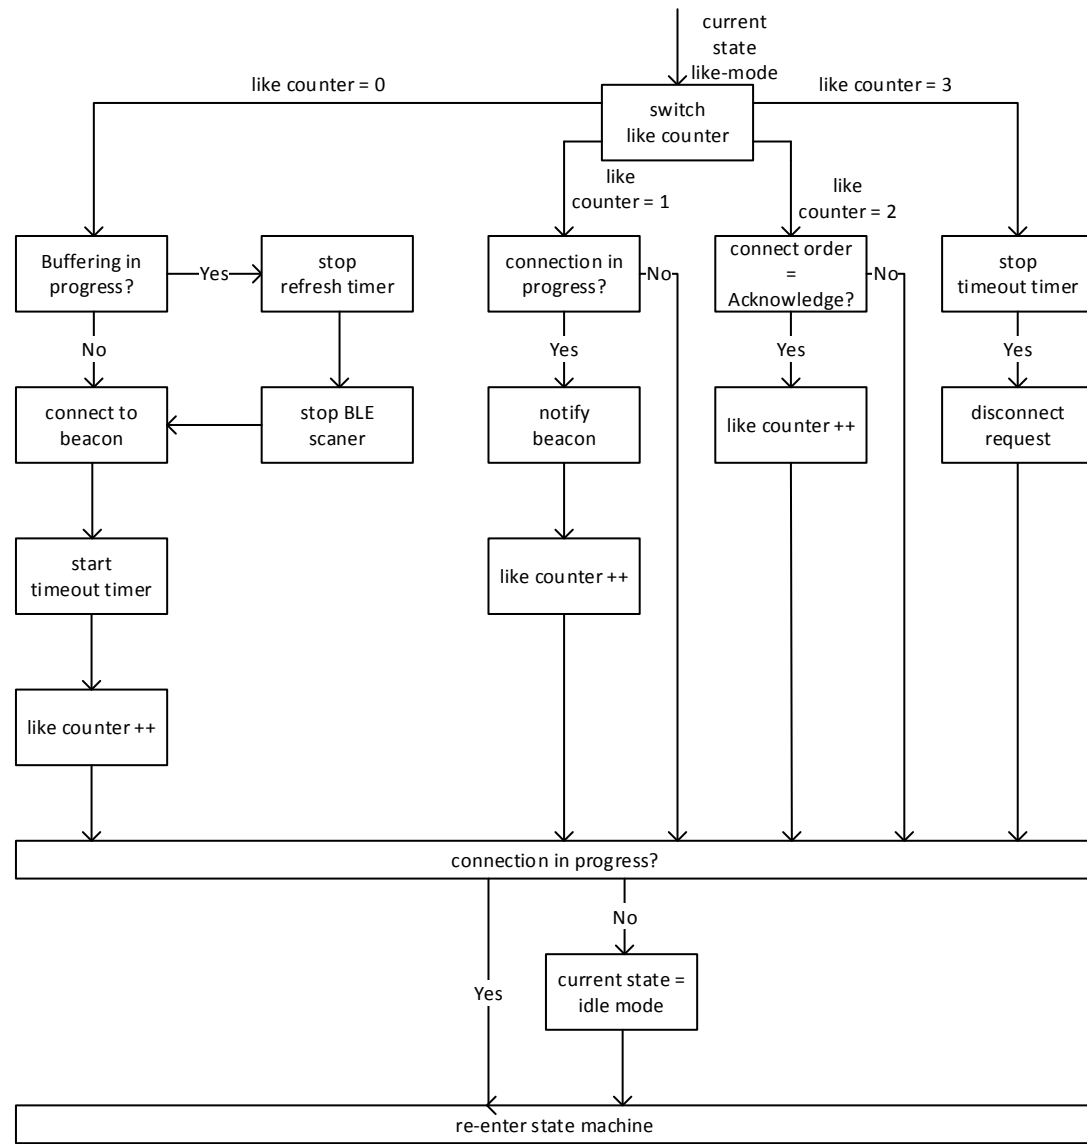 current
state
like-mode
like counter = 0
like counter = 3
switch
like counter
like
counter = 1
like
counter = 2
Buffering in
progress?
Yes
stop
refresh timer
connection in
progress?
No
connect order
=
Acknowledge?
No
stop
timeout timer
No
Yes
Yes
Yes
connect to
beacon
stop BLE
scaner
notify
beacon
like counter ++
disconnect
request
start
timeout timer
like counter ++
like counter ++
connection in progress?
No
Yes
current state =
idle mode
re-enter state machine